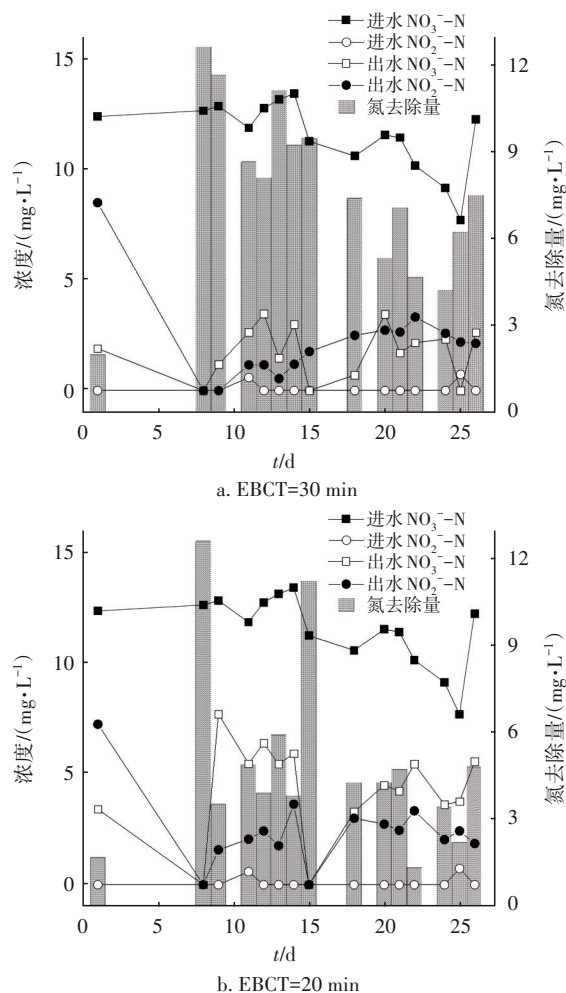 进水 NO₃⁻-N
进水 NO₂⁻-N
出水 NO₃⁻-N
出水 NO₂⁻-N
氮去除量
浓度/(mg•L⁻¹)
15
10
5
0
12
9
6
3
0
氮去除量/(mg•L⁻¹)
0 5 10 15 20 25
t/d
a. EBCT=30 min
进水 NO₃⁻-N
进水 NO₂⁻-N
出水 NO₃⁻-N
出水 NO₂⁻-N
氮去除量
浓度/(mg•L⁻¹)
15
10
5
0
12
9
6
3
0
氮去除量/(mg•L⁻¹)
0 5 10 15 20 25
t/d
b. EBCT=20 min